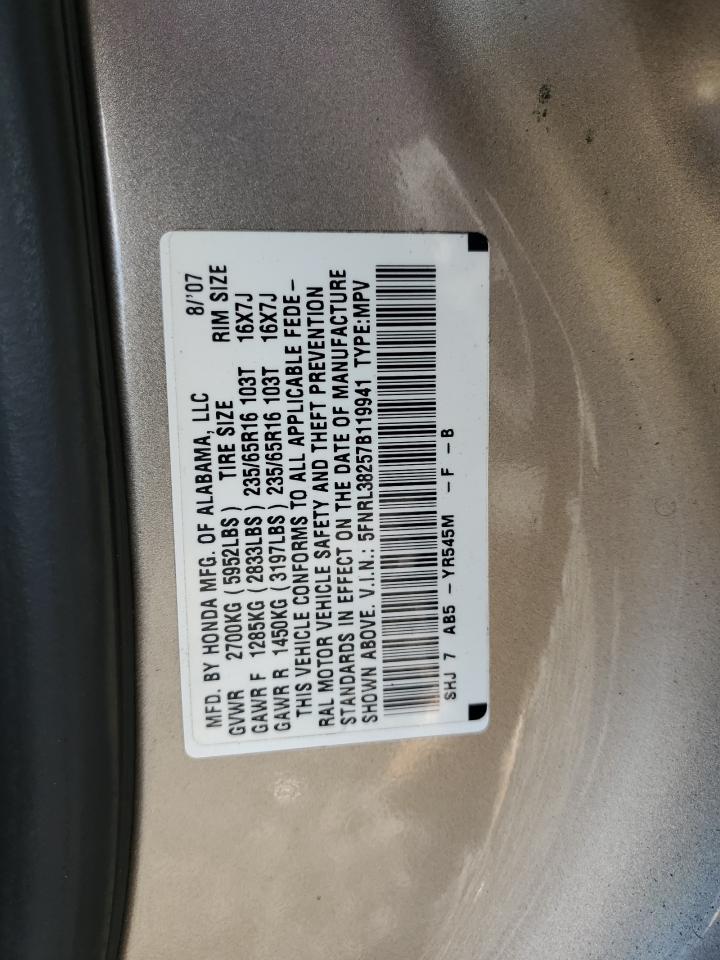 MFD. BY HONDA MFG. OF ALABAMA, LLC 8/'07
GVWR 2700KG (5952LBS) TIRE SIZE RIM SIZE
GAWR F 1285KG (2833LBS) 235/65R16 103T 16X7J
GAWR R 1450KG (3197LBS) 235/65R16 103T 16X7J
THIS VEHICLE CONFORMS TO ALL APPLICABLE FEDE-
RAL MOTOR VEHICLE SAFETY AND THEFT PREVENTION
STANDARDS IN EFFECT ON THE DATE OF MANUFACTURE
SHOWN ABOVE. V.I.N.: 5FNRL38257B119941 TYPE:MPV
SHJ 7 AB5 - YR545M - F - B